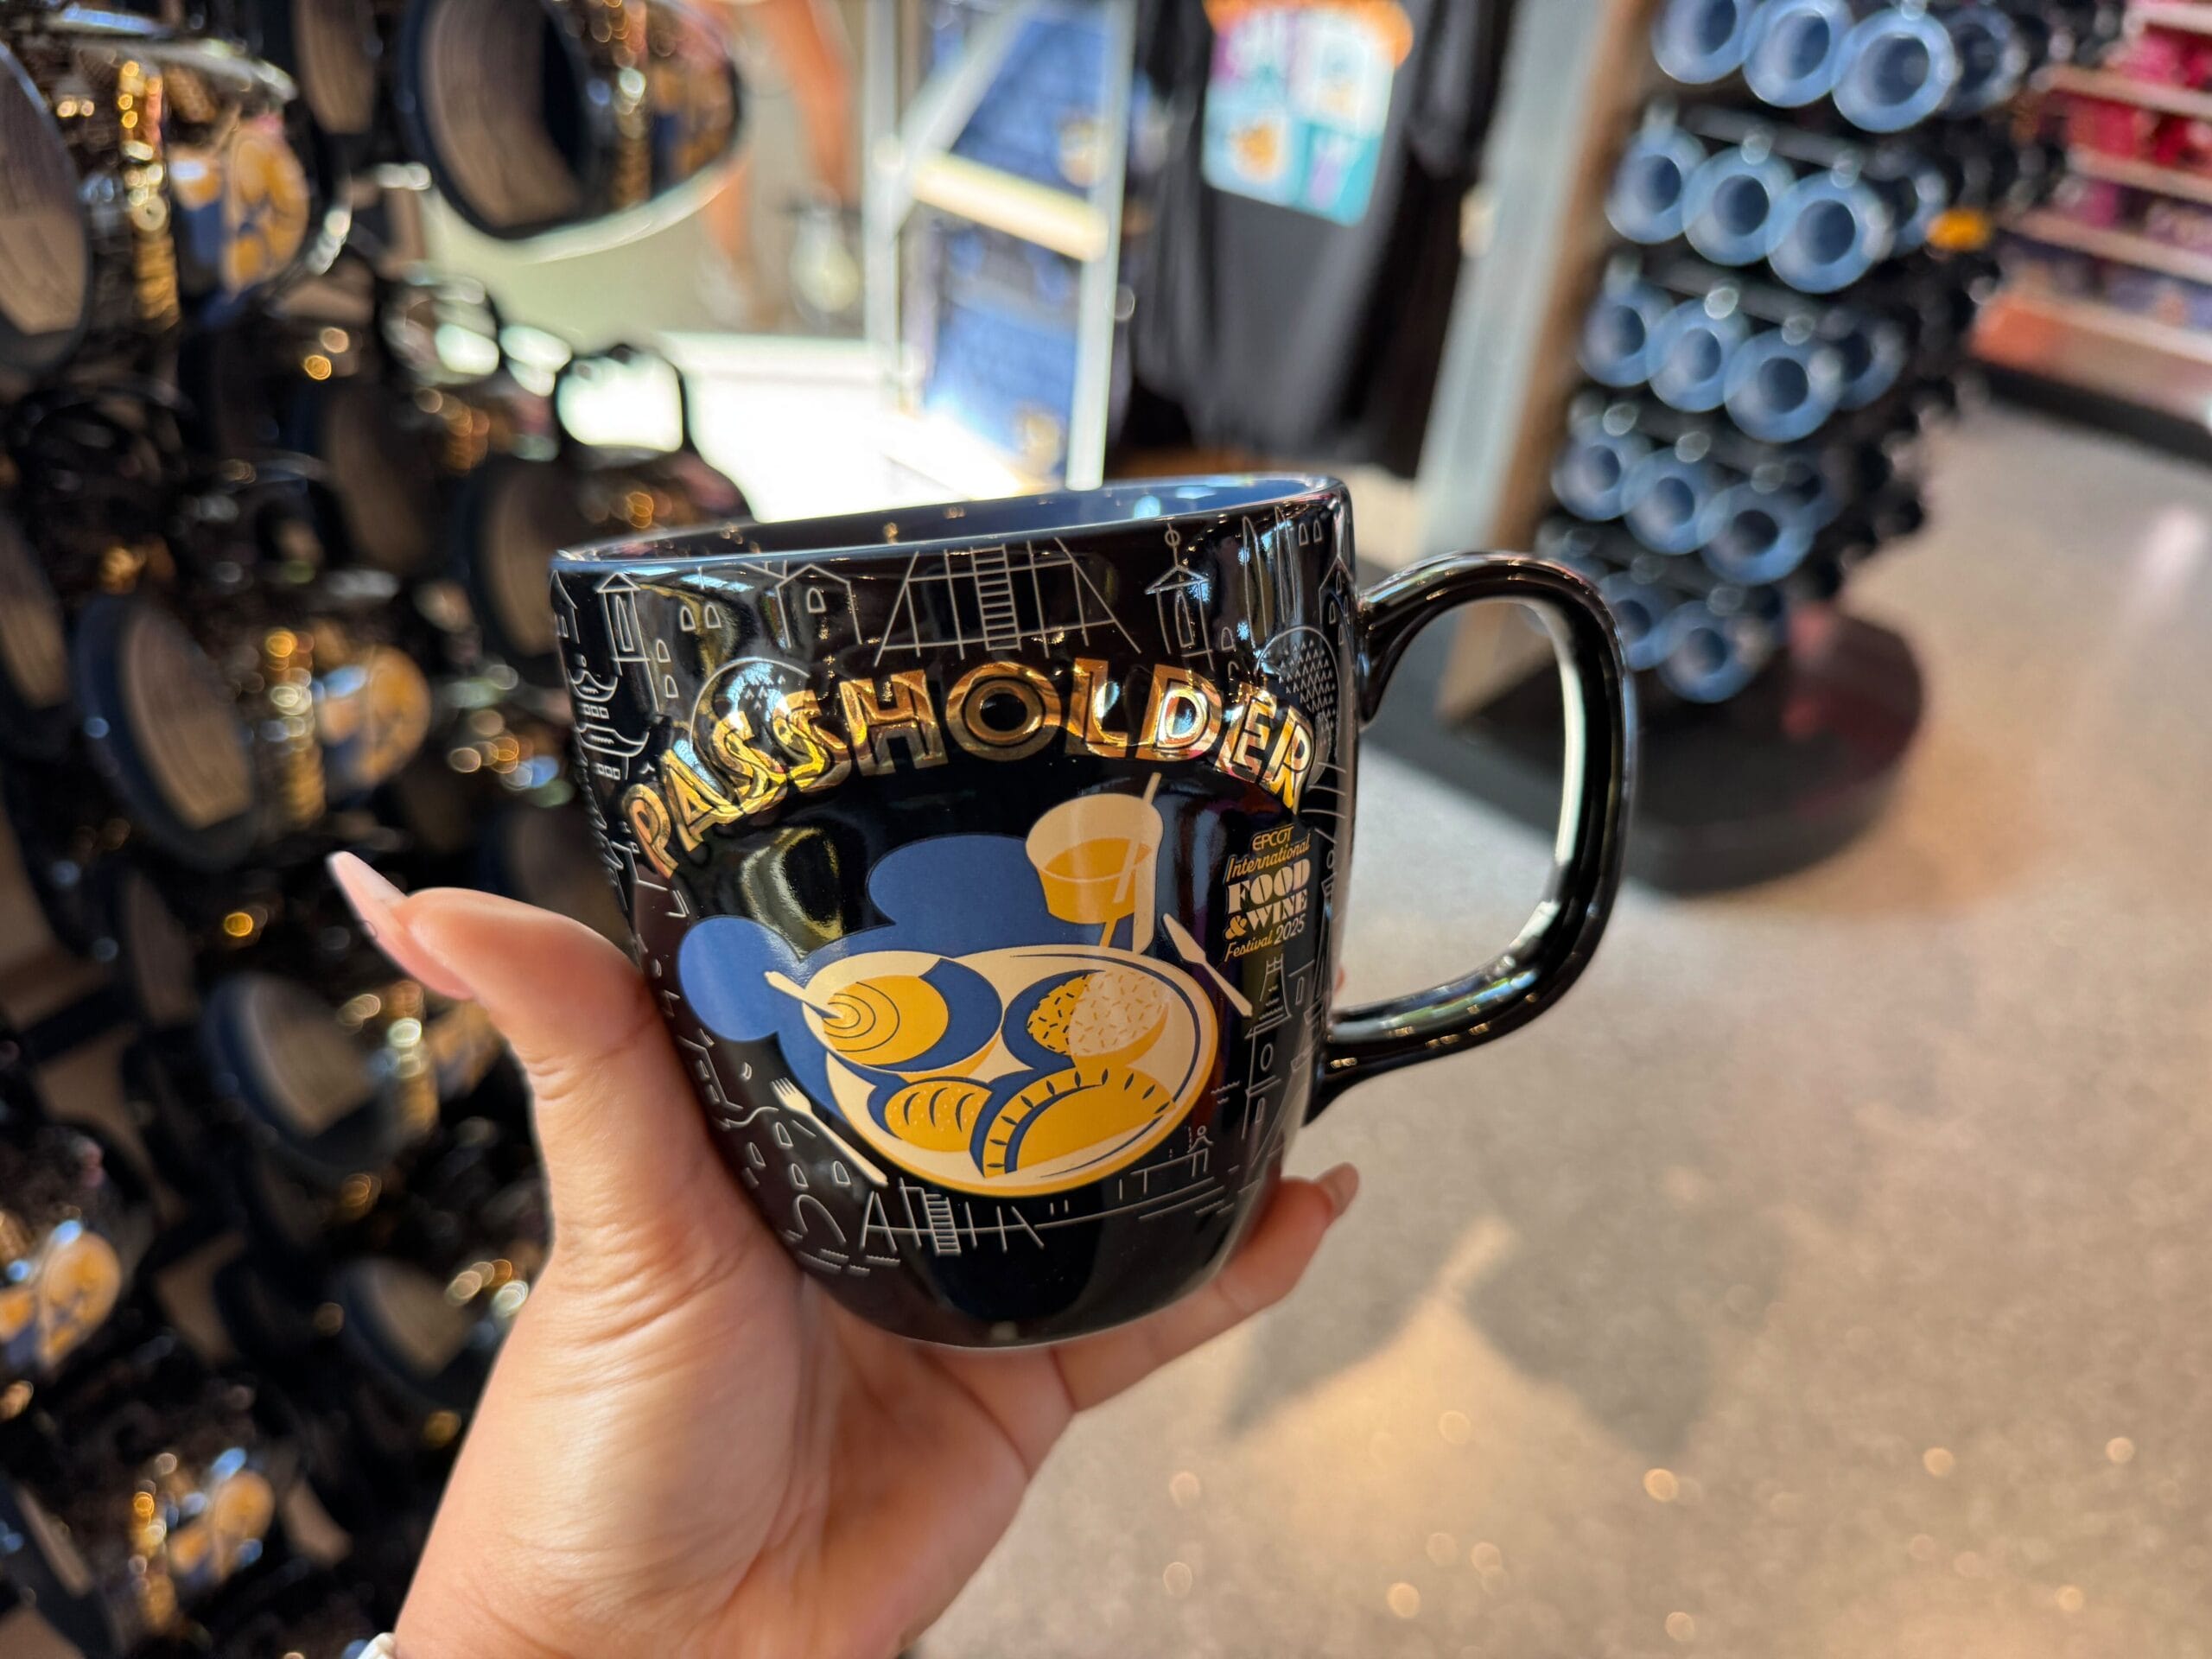 PASSHOLDER
EPCOT
International
FOOD
& WINE
Festival 2025